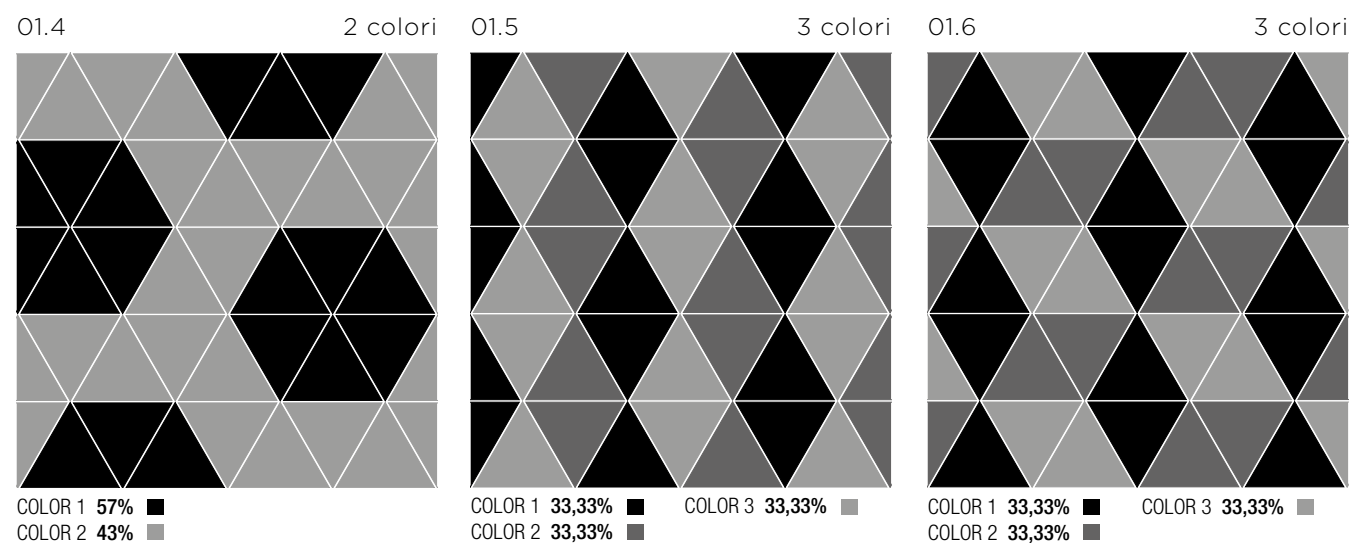 01.4 2 colori
COLOR 1 57%
COLOR 2 43%
01.5 3 colori
COLOR 1 33,33% COLOR 3 33,33%
COLOR 2 33,33%
01.6 3 colori
COLOR 1 33,33% COLOR 3 33,33%
COLOR 2 33,33%